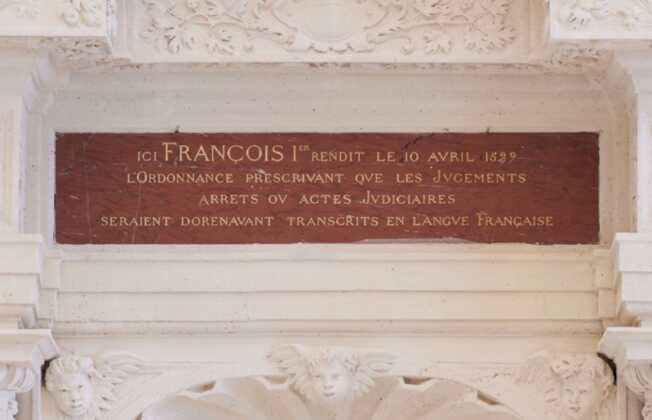 ICI FRANÇOIS IER RENDIT LE 10 AVRIL 1539
L'ORDONNANCE PRESCRIVANT QVE LES JVGEMENTS
ARRETS OV ACTES JVDICIAIRES
SERAIENT DORENAVANT TRANSCRITS EN LANGVE FRANÇAISE